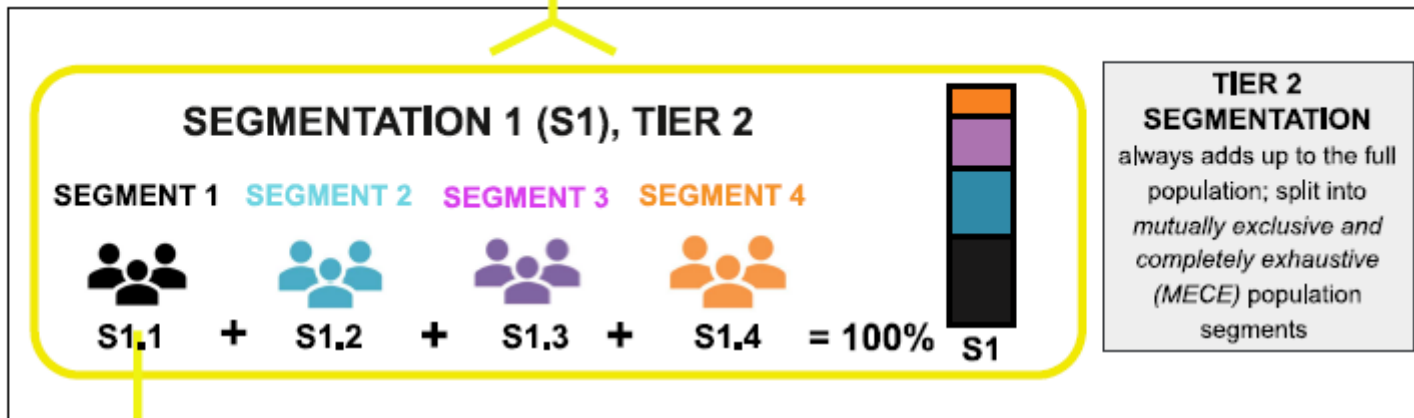 SEGMENTATION 1 (S1), TIER 2
SEGMENT 1 SEGMENT 2 SEGMENT 3 SEGMENT 4
S1.1 + S1.2 + S1.3 + S1.4 = 100% S1
TIER 2
SEGMENTATION
always adds up to the full
population; split into
mutually exclusive and
completely exhaustive
(MECE) population
segments